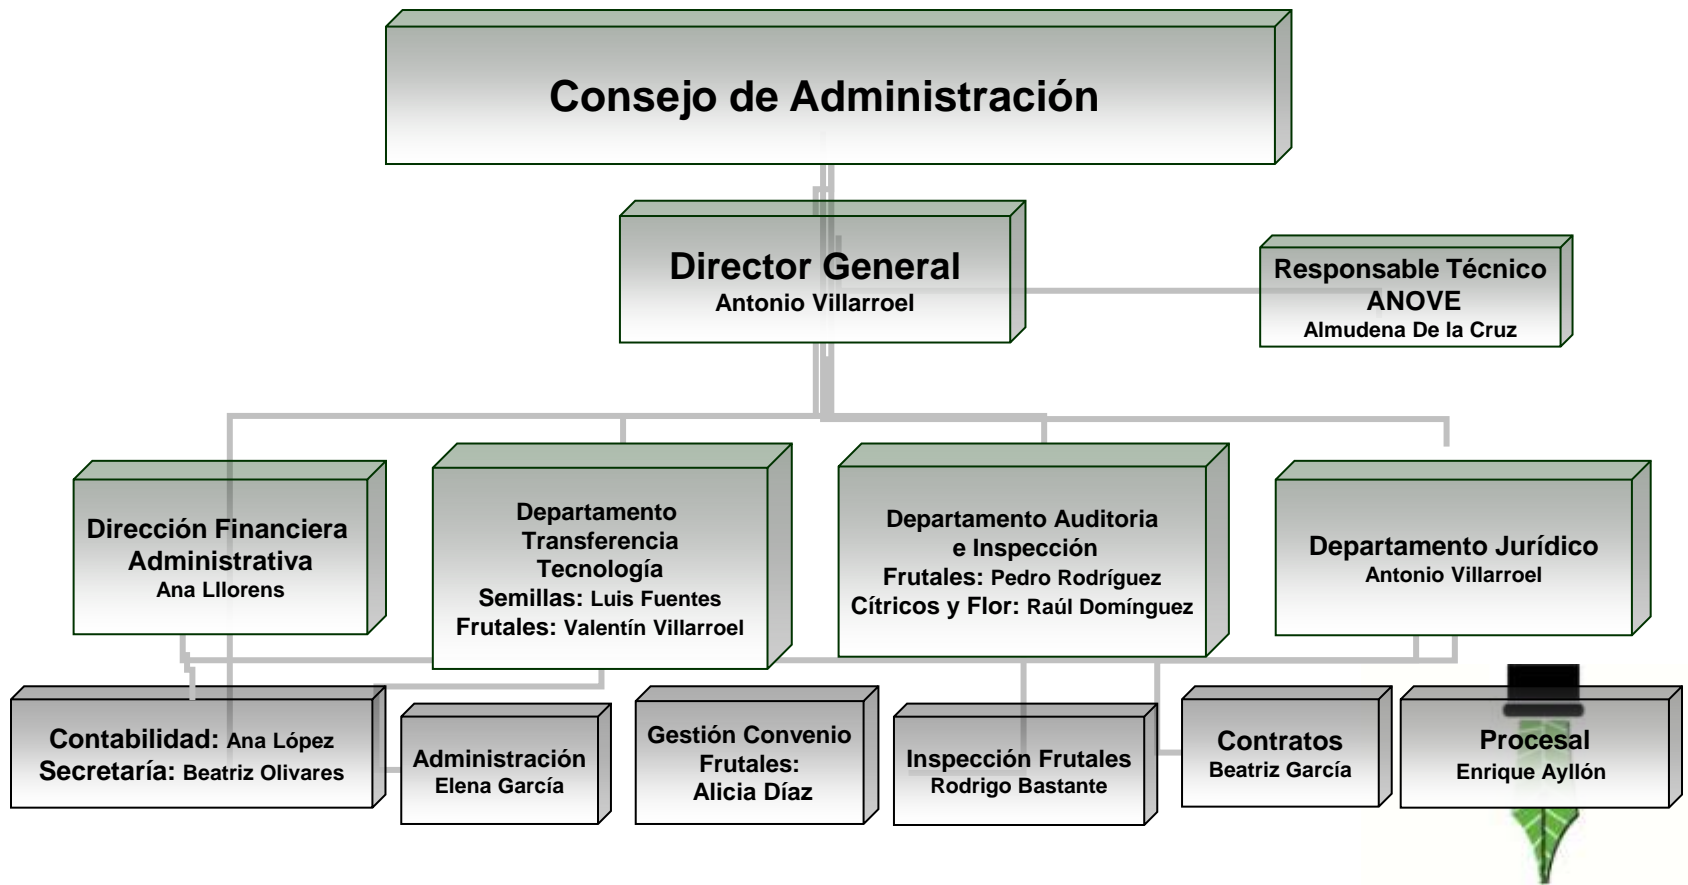 Consejo de Administración
Director General
Antonio Villarroel
Responsable Técnico
ANOVE
Almudena De la Cruz
Dirección Financiera
Administrativa
Ana Lliorens
Departamento
Transferencia
Tecnología
Semillas: Luis Fuentes
Frutales: Valentín Villarroel
Departamento Auditoria
e Inspección
Frutales: Pedro Rodríguez
Cítricos y Flor: Raúl Domínguez
Departamento Jurídico
Antonio Villarroel
Contabilidad: Ana López
Secretaría: Beatriz Olivares
Administración
Elena García
Gestión Convenio
Frutales:
Alicia Díaz
Inspección Frutales
Rodrigo Bastante
Contratos
Beatriz García
Procesal
Enrique Ayllón